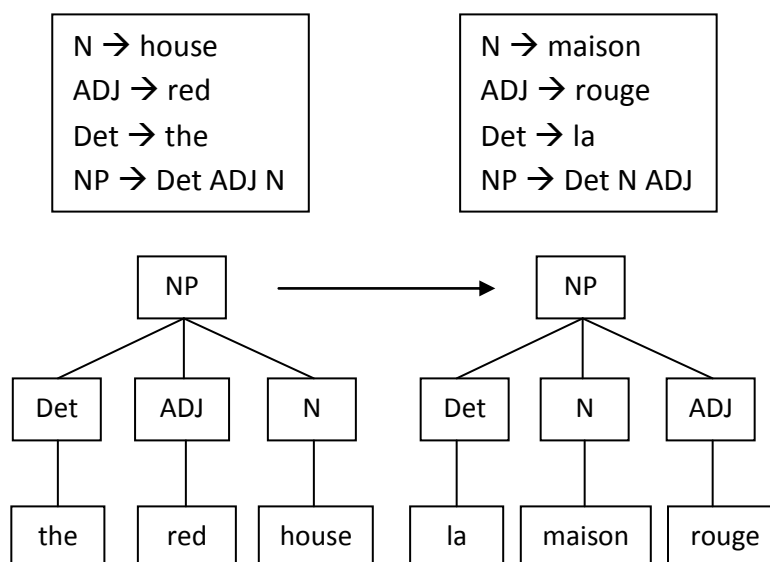 N → house
ADJ → red
Det → the
NP → Det ADJ N
N → maison
ADJ → rouge
Det → la
NP → Det N ADJ
NP NP
Det ADJ N Det N ADJ
the red house la maison rouge